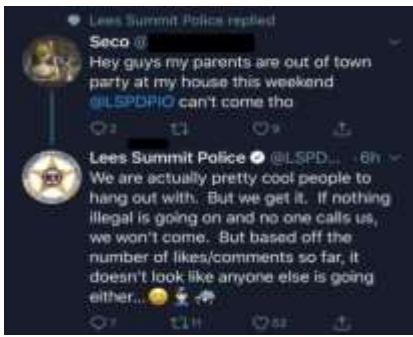 Lees Summit Police replied
Seco @
Hey guys my parents are out of town
party at my house this weekend
@LSPDPIO can't come tho
2 9
Lees Summit Police @LSPD... · 6h
We are actually pretty cool people to
hang out with. But we get it. If nothing
illegal is going on and no one calls us,
we won't come. But based off the
number of likes/comments so far, it
doesn't look like anyone else is going
either...